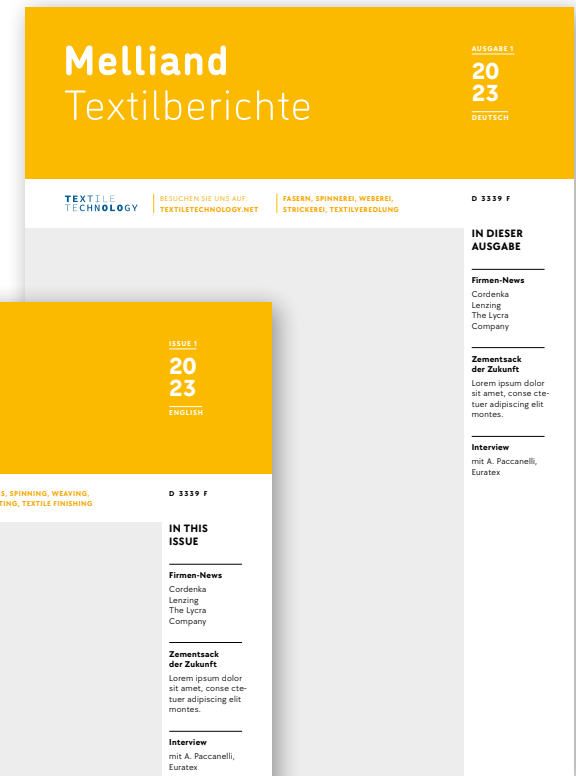 Melliand
Textilberichte
AUSGABE 1
20
23
DEUTSCH
TEXTILE
TECHNOLOGY
BESUCHEN SIE UNS AUF:
TEXTILETECHNOLOGY.NET
FASERN, SPINNEREI, WEBEREI,
STRICKEREI, TEXTILVEREDLUNG
D 3339 F
IN DIESER
AUSGABE
Firmen-News
Cordenka
Lenzing
The Lycra
Company
Zementsack
der Zukunft
Lorem ipsum dolor
sit amet, conse cte-
tuer adipiscing elit
montes.
Interview
mit A. Paccanelli,
Euratex
ISSUE 1
20
23
ENGLISH
S, SPINNING, WEAVING,
TING, TEXTILE FINISHING
D 3339 F
IN THIS
ISSUE
Firmen-News
Cordenka
Lenzing
The Lycra
Company
Zementsack
der Zukunft
Lorem ipsum dolor
sit amet, conse cte-
tuer adipiscing elit
montes.
Interview
mit A. Paccanelli,
Euratex